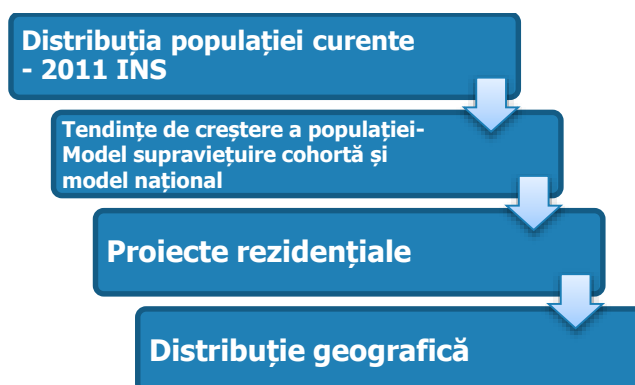 Distribuția populației curente
- 2011 INS
Tendințe de creștere a populației-
Model supraviețuire cohortă și
model național
Proiecte rezidențiale
Distribuție geografică